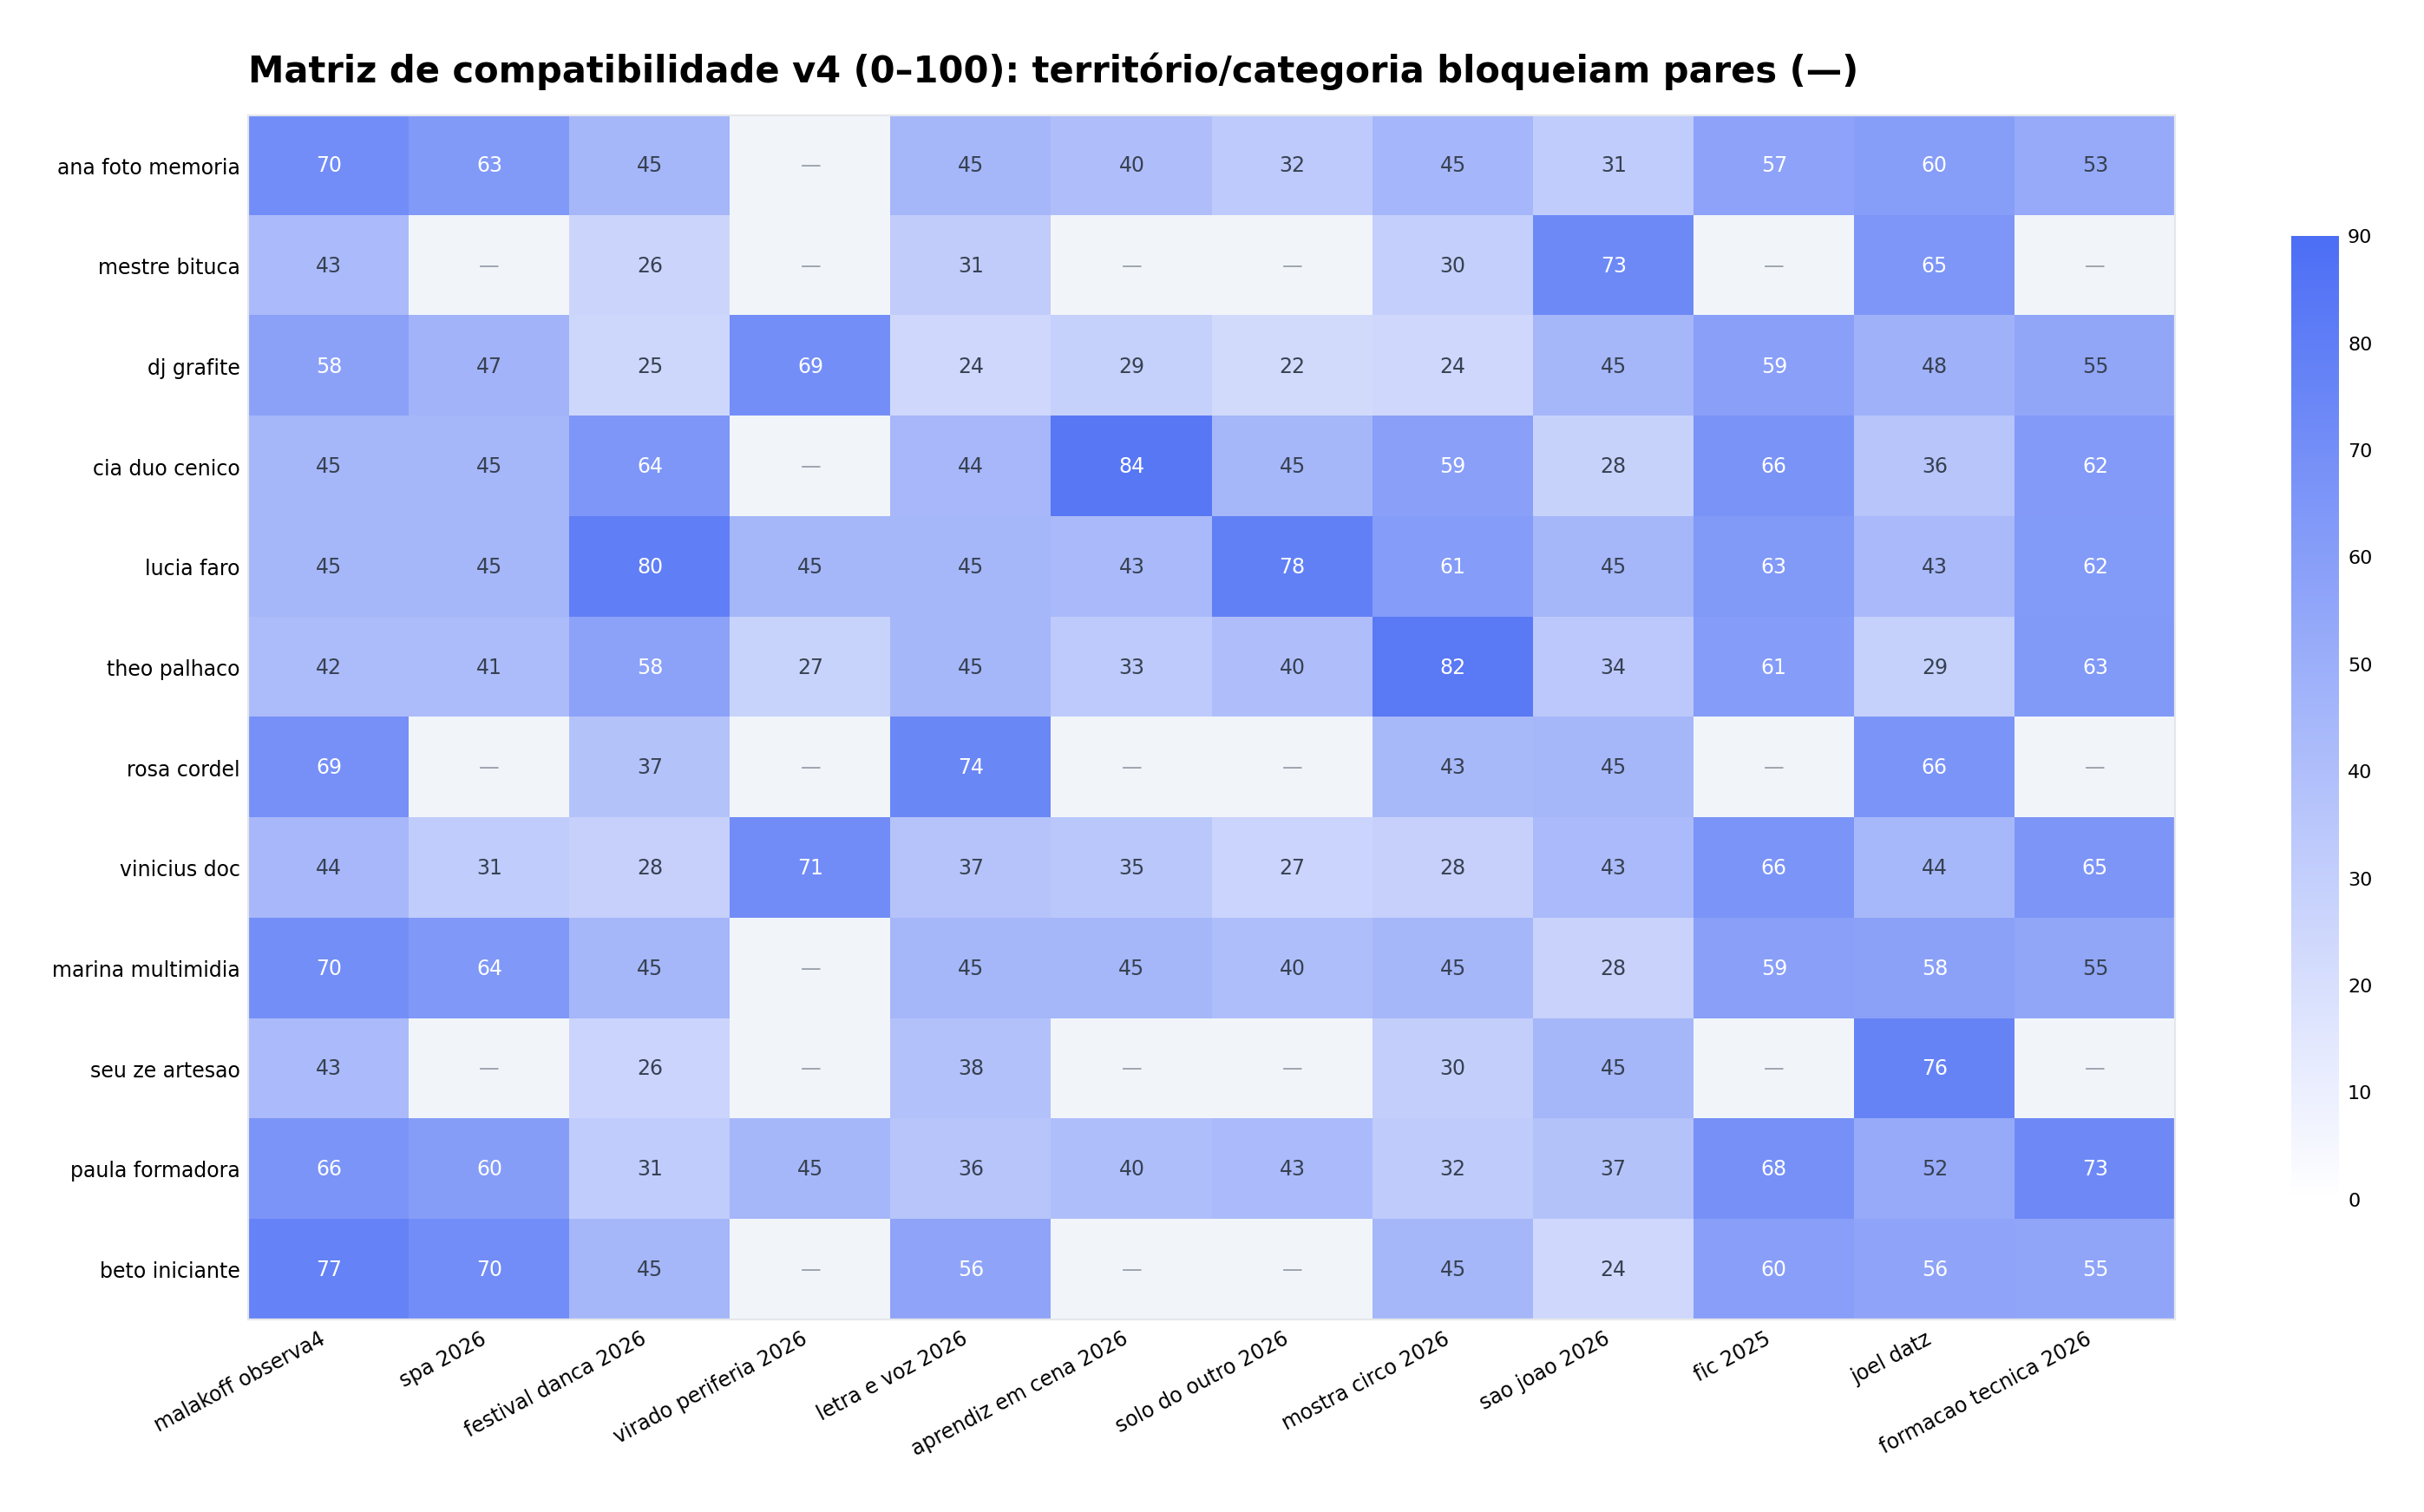 Matriz de compatibilidade v4 (0–100): território/categoria bloqueiam pares (—)
ana foto memoria 70 63 45 — 45 40 32 45 31 57 60 53
mestre bituca 43 — 26 — 31 — — 30 73 — 65 —
dj grafite 58 47 25 69 24 29 22 24 45 59 48 55
cia duo cenico 45 45 64 — 44 84 45 59 28 66 36 62
lucia faro 45 45 80 45 45 43 78 61 45 63 43 62
theo palhaco 42 41 58 27 45 33 40 82 34 61 29 63
rosa cordel 69 — 37 — 74 — — 43 45 — 66 —
vinicius doc 44 31 28 71 37 35 27 28 43 66 44 65
marina multimidia 70 64 45 — 45 45 40 45 28 59 58 55
seu ze artesao 43 — 26 — 38 — — 30 45 — 76 —
paula formadora 66 60 31 45 36 40 43 32 37 68 52 73
beto iniciante 77 70 45 — 56 — — 45 24 60 56 55
malakoff observa4
spa 2026
festival danca 2026
virado periferia 2026
letra e voz 2026
aprendiz em cena 2026
solo do outro 2026
mostra circo 2026
sao joao 2026
fic 2025
joel datz
formacao tecnica 2026
90
80
70
60
50
40
30
20
10
0